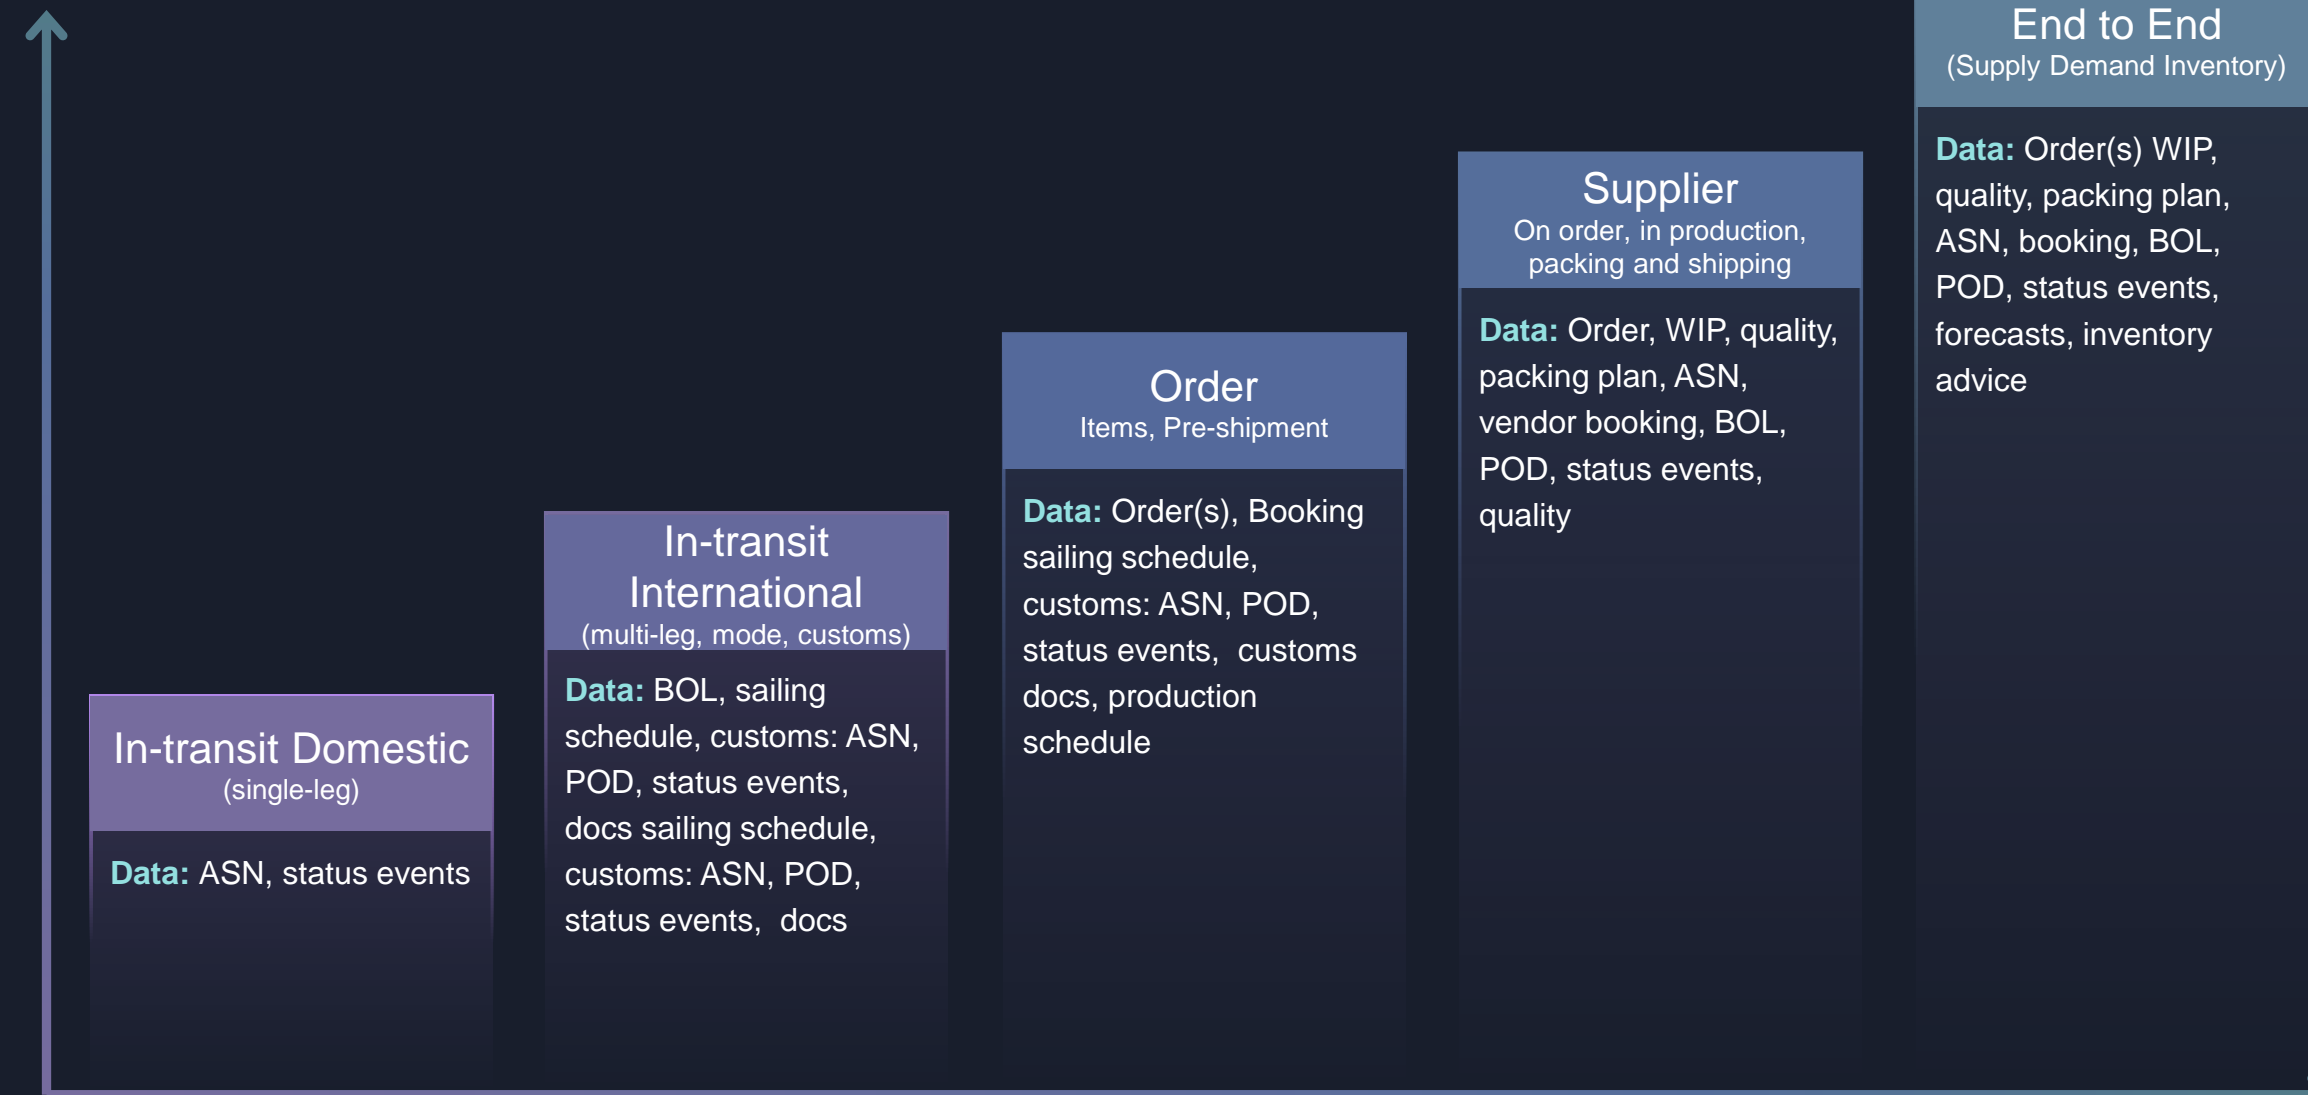 In-transit Domestic
(single-leg)
Data: ASN, status events
In-transit
International
(multi-leg, mode, customs)
Data: BOL, sailing
schedule, customs: ASN,
POD, status events,
docs sailing schedule,
customs: ASN, POD,
status events,  docs
Order
Items, Pre-shipment
Data: Order(s), Booking
sailing schedule,
customs: ASN, POD,
status events,  customs
docs, production
schedule
Supplier
On order, in production,
packing and shipping
Data: Order, WIP, quality,
packing plan, ASN,
vendor booking, BOL,
POD, status events,
quality
End to End
(Supply Demand Inventory)
Data: Order(s) WIP,
quality, packing plan,
ASN, booking, BOL,
POD, status events,
forecasts, inventory
advice